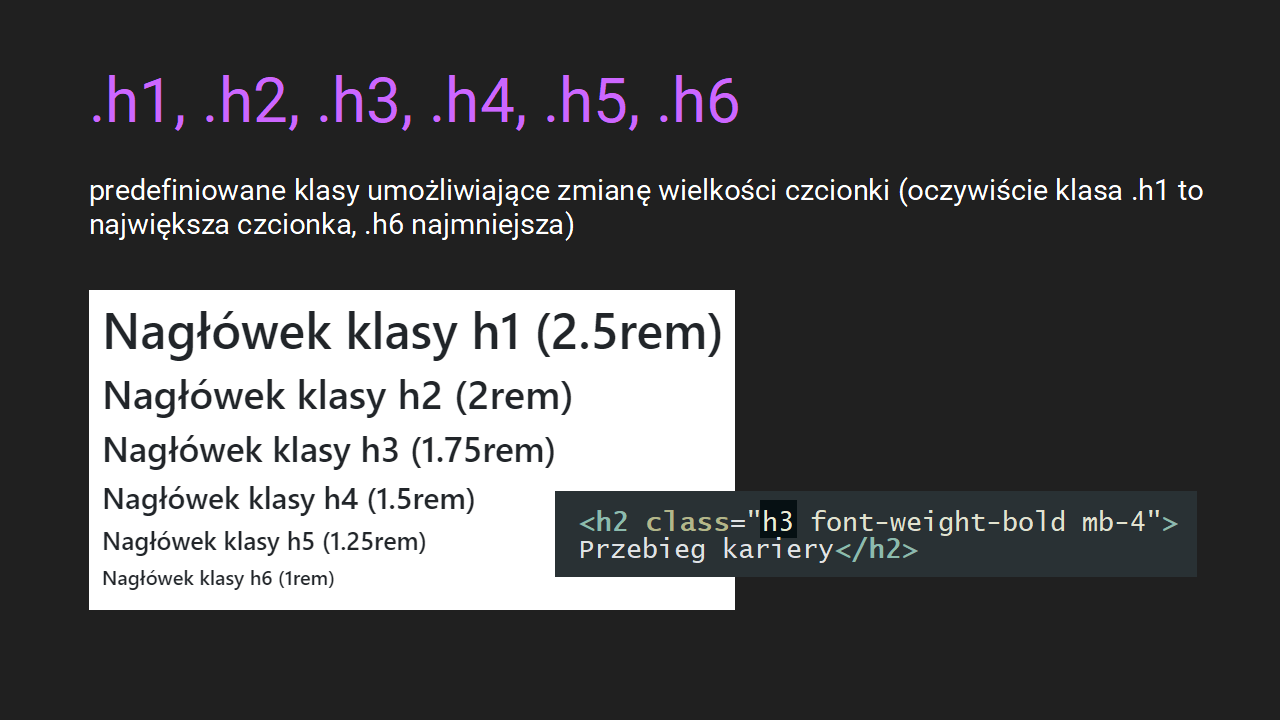 .h1, .h2, .h3, .h4, .h5, .h6
predefiniowane klasy umożliwiające zmianę wielkości czcionki (oczywiście klasa .h1 to
największa czcionka, .h6 najmniejsza)
Nagłówek klasy h1 (2.5rem)
Nagłówek klasy h2 (2rem)
Nagłówek klasy h3 (1.75rem)
Nagłówek klasy h4 (1.5rem)
Nagłówek klasy h5 (1.25rem)
Nagłówek klasy h6 (1rem)
<h2 class="h3 font-weight-bold mb-4">
Przebieg kariery</h2>